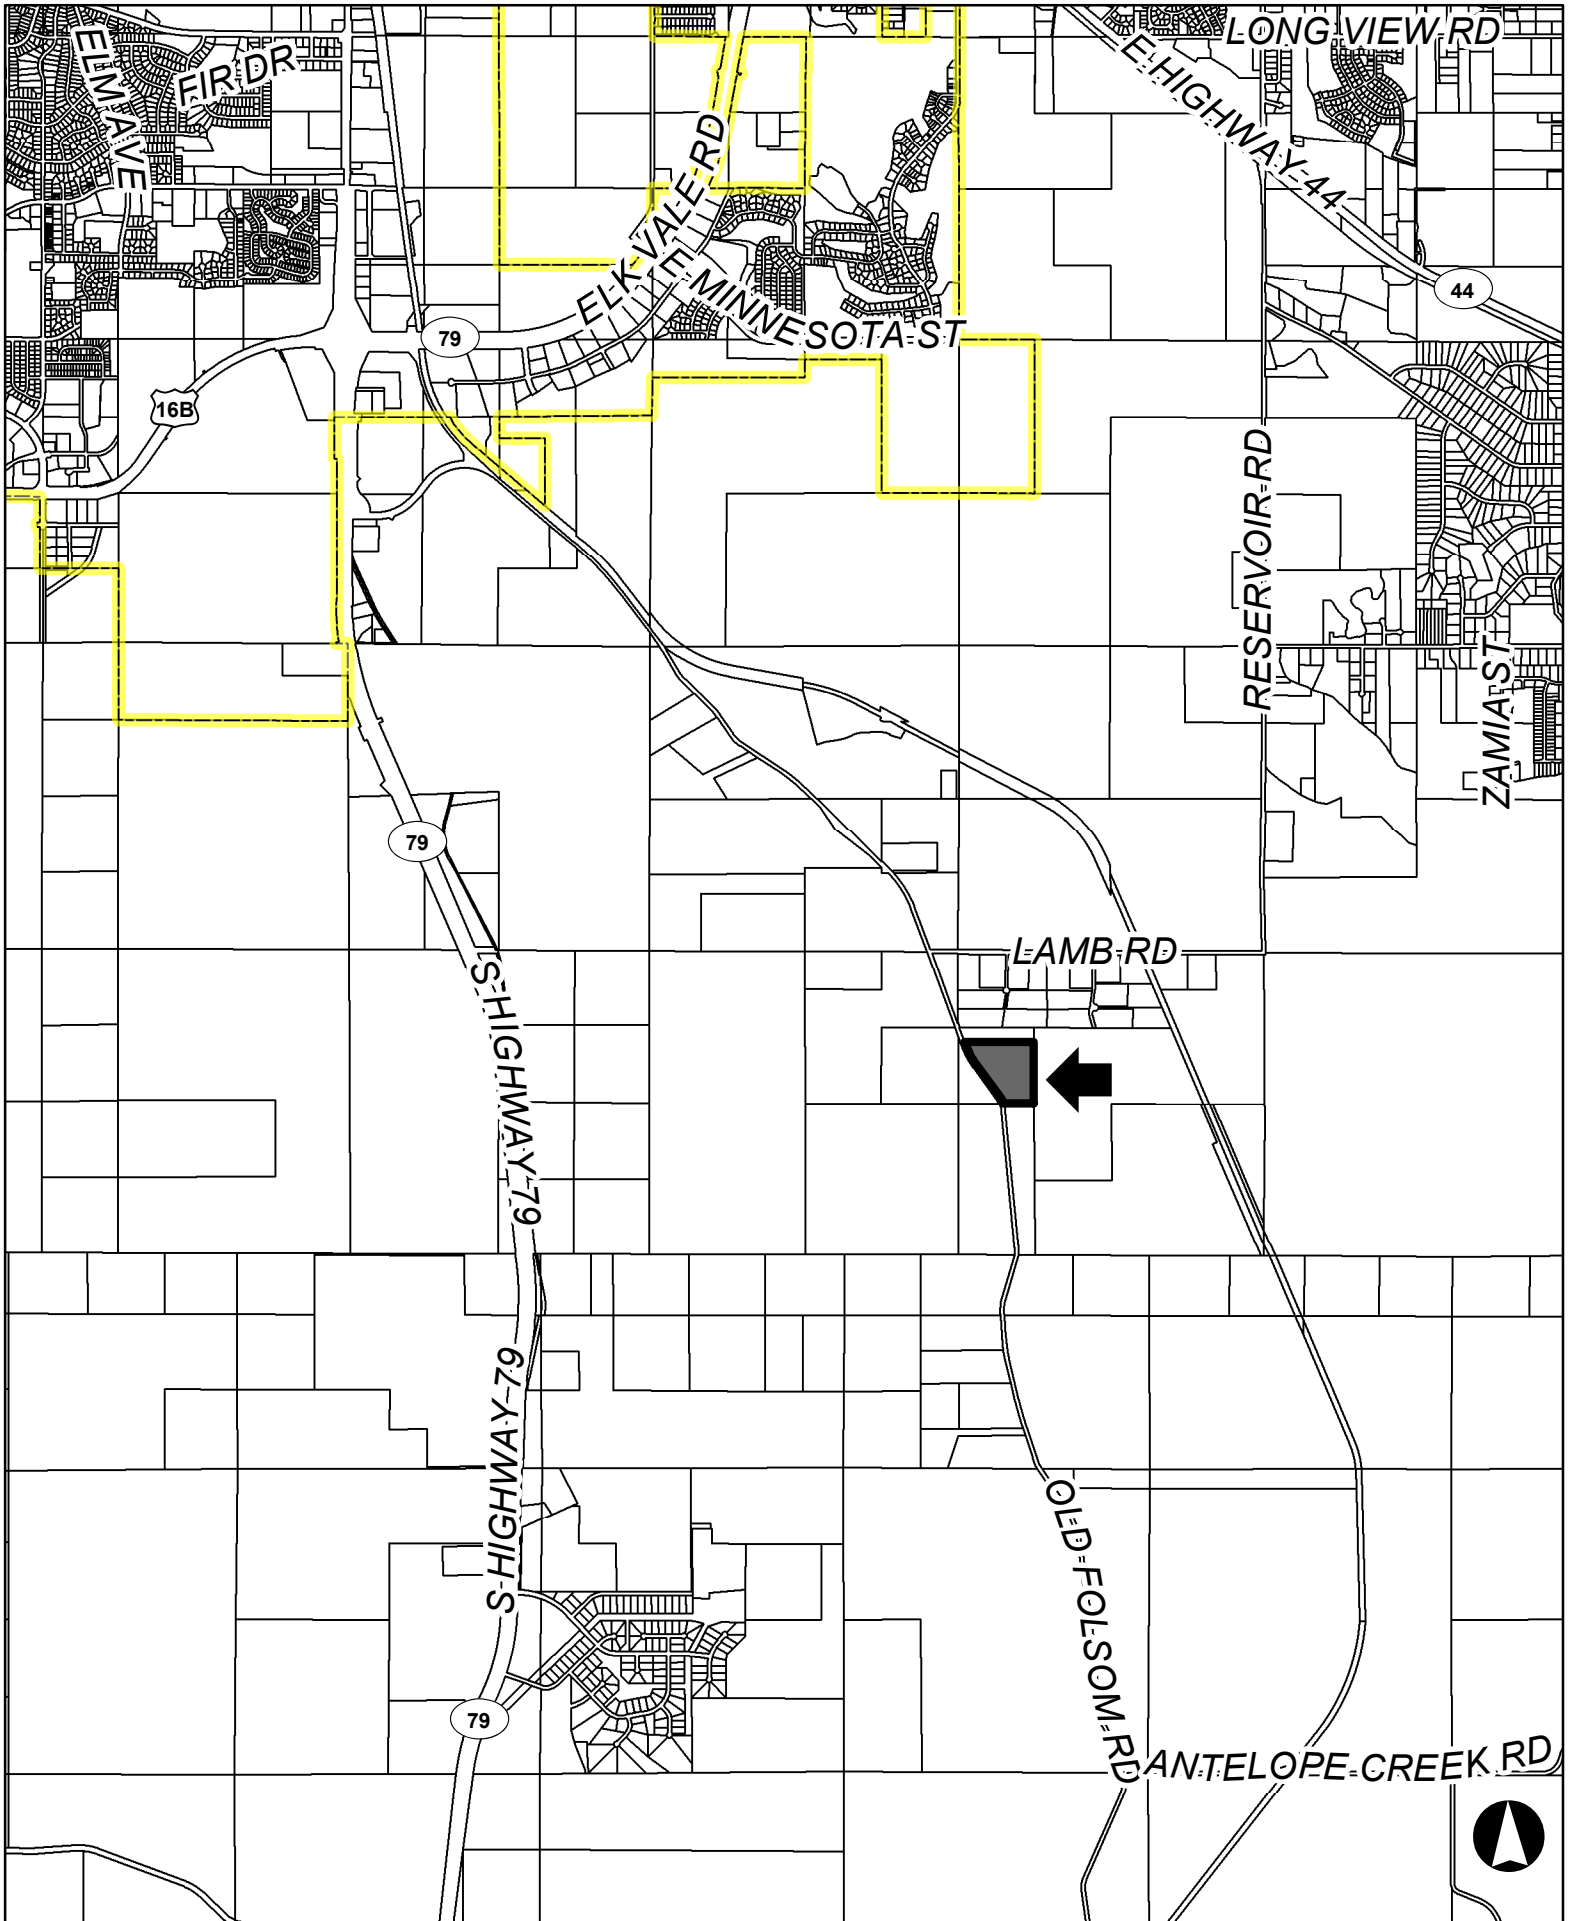 LONG VIEW RD
ELM AVE
FIR DR
E HIGHWAY 44
ELK VALE RD
E MINNESOTA ST
44
79
16B
RESERVOIR RD
ZAMIA ST
79
LAMB RD
S HIGHWAY 79
S HIGHWAY 79
OLD FOLSOM RD
79
ANTELOPE CREEK RD